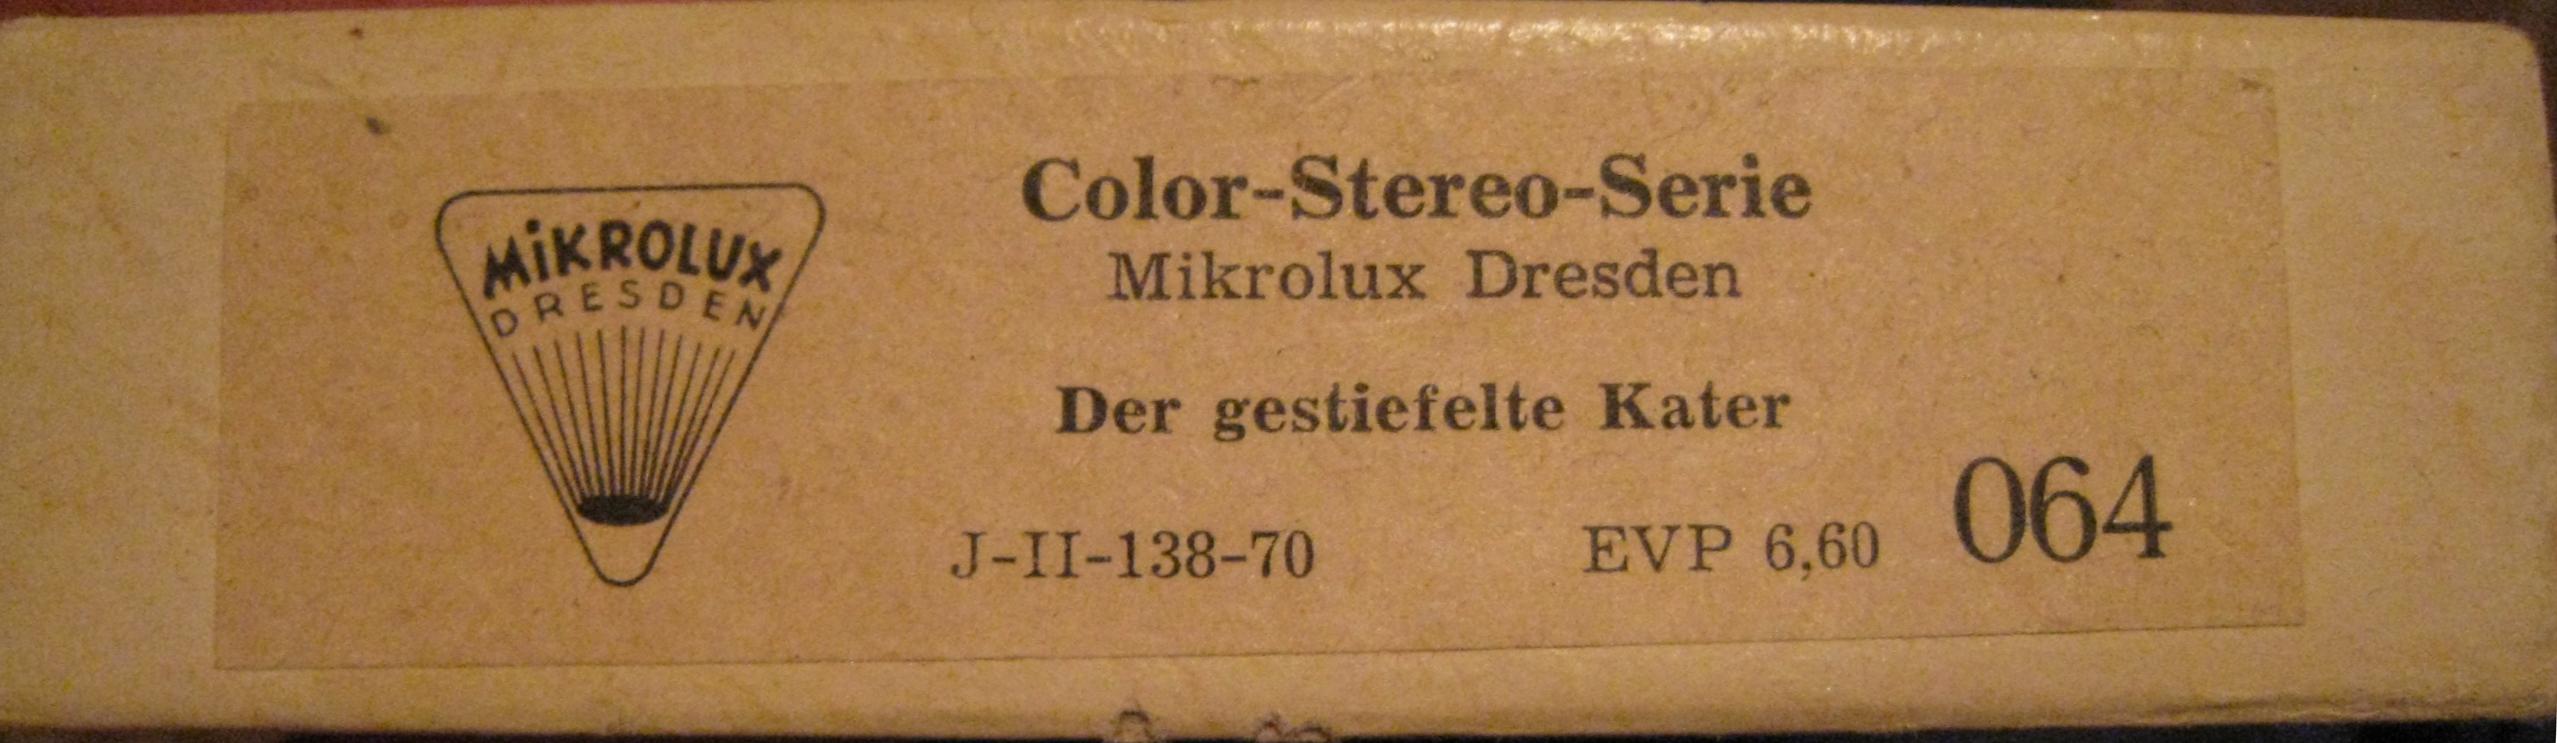 MiKROLUX
DRESDEN
Color-Stereo-Serie
Mikrolux Dresden
Der gestiefelte Kater
J-II-138-70 EVP 6,60 064